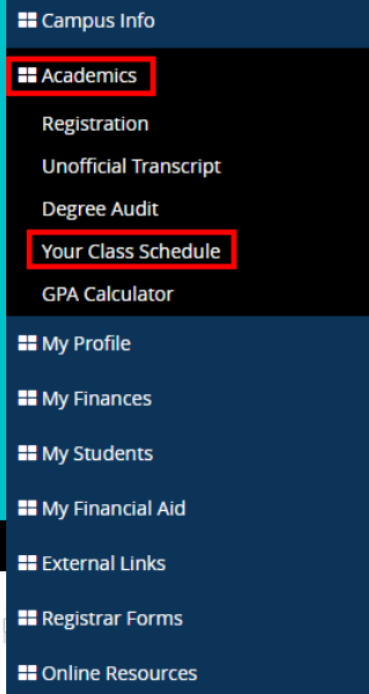 Campus Info
Academics
Registration
Unofficial Transcript
Degree Audit
Your Class Schedule
GPA Calculator
My Profile
My Finances
My Students
My Financial Aid
External Links
Registrar Forms
Online Resources